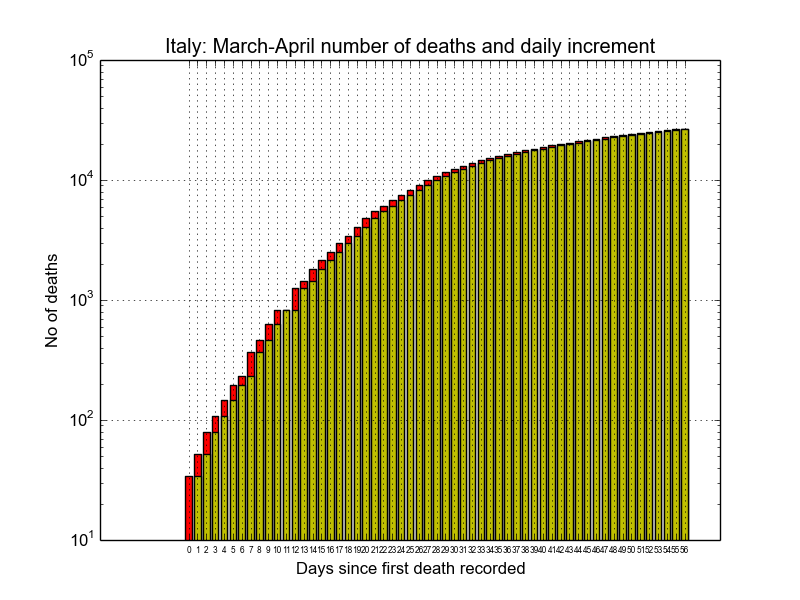 Italy: March-April number of deaths and daily increment
10^5
10^4
10^3
10^2
10^1
No of deaths
0 1 2 3 4 5 6 7 8 9 10 11 12 13 14 15 16 17 18 19 20 21 22 23 24 25 26 27 28 29 30 31 32 33 34 35 36 37 38 39 40 41 42 43 44 45 46 47 48 49 50 51 52 53 54 55 56
Days since first death recorded